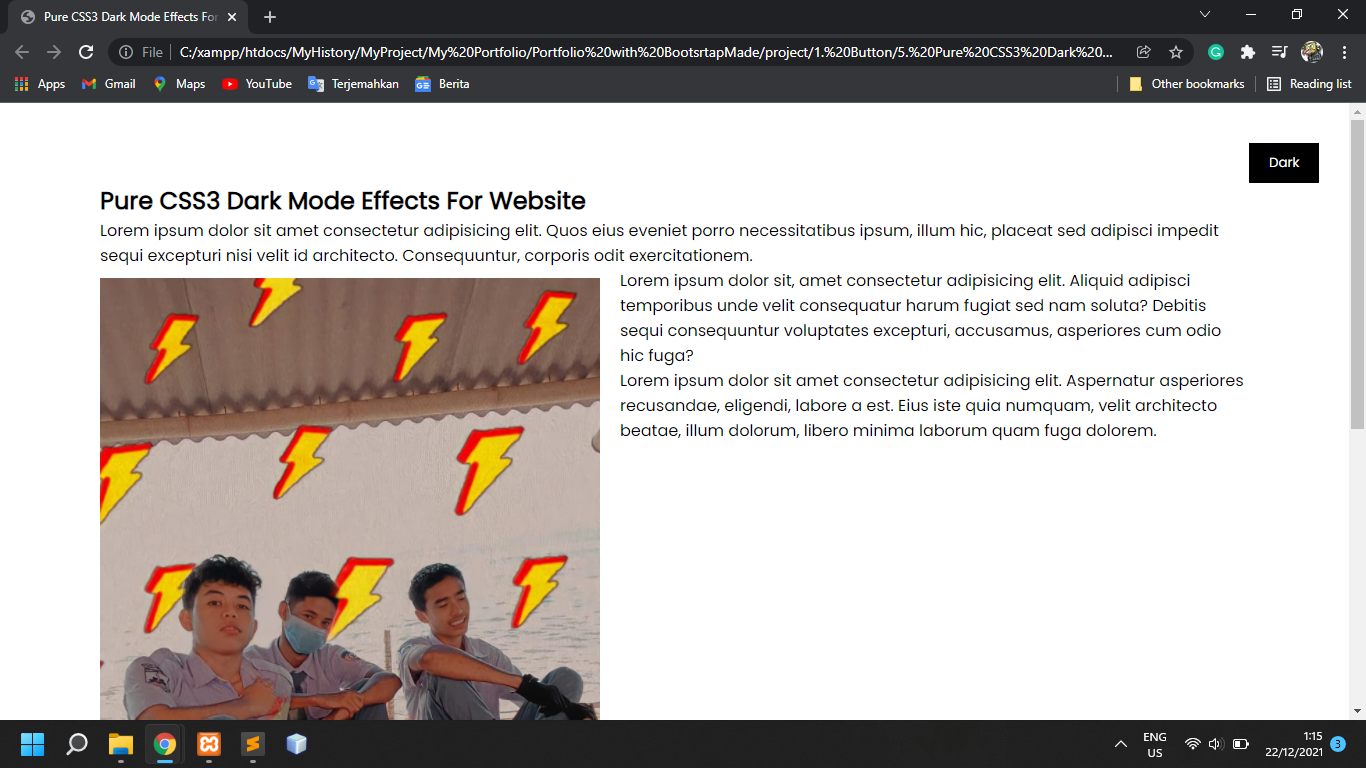 Pure CSS3 Dark Mode Effects For
File
C:/xampp/htdocs/MyHistory/MyProject/My%20Portfolio/Portfolio%20with%20BootsrtapMade/project/1.%20Button/5.%20Pure%20CSS3%20Dark%20...
Apps Gmail Maps YouTube Terjemahkan Berita Other bookmarks Reading list
Dark
Pure CSS3 Dark Mode Effects For Website
Lorem ipsum dolor sit amet consectetur adipisicing elit. Quos eius eveniet porro necessitatibus ipsum, illum hic, placeat sed adipisci impedit
sequi excepturi nisi velit id architecto. Consequuntur, corporis odit exercitationem.
Lorem ipsum dolor sit, amet consectetur adipisicing elit. Aliquid adipisci
temporibus unde velit consequatur harum fugiat sed nam soluta? Debitis
sequi consequuntur voluptates excepturi, accusamus, asperiores cum odio
hic fuga?
Lorem ipsum dolor sit amet consectetur adipisicing elit. Aspernatur asperiores
recusandae, eligendi, labore a est. Eius iste quia numquam, velit architecto
beatae, illum dolorum, libero minima laborum quam fuga dolorem.
ENG
US
1:15
22/12/2021
3